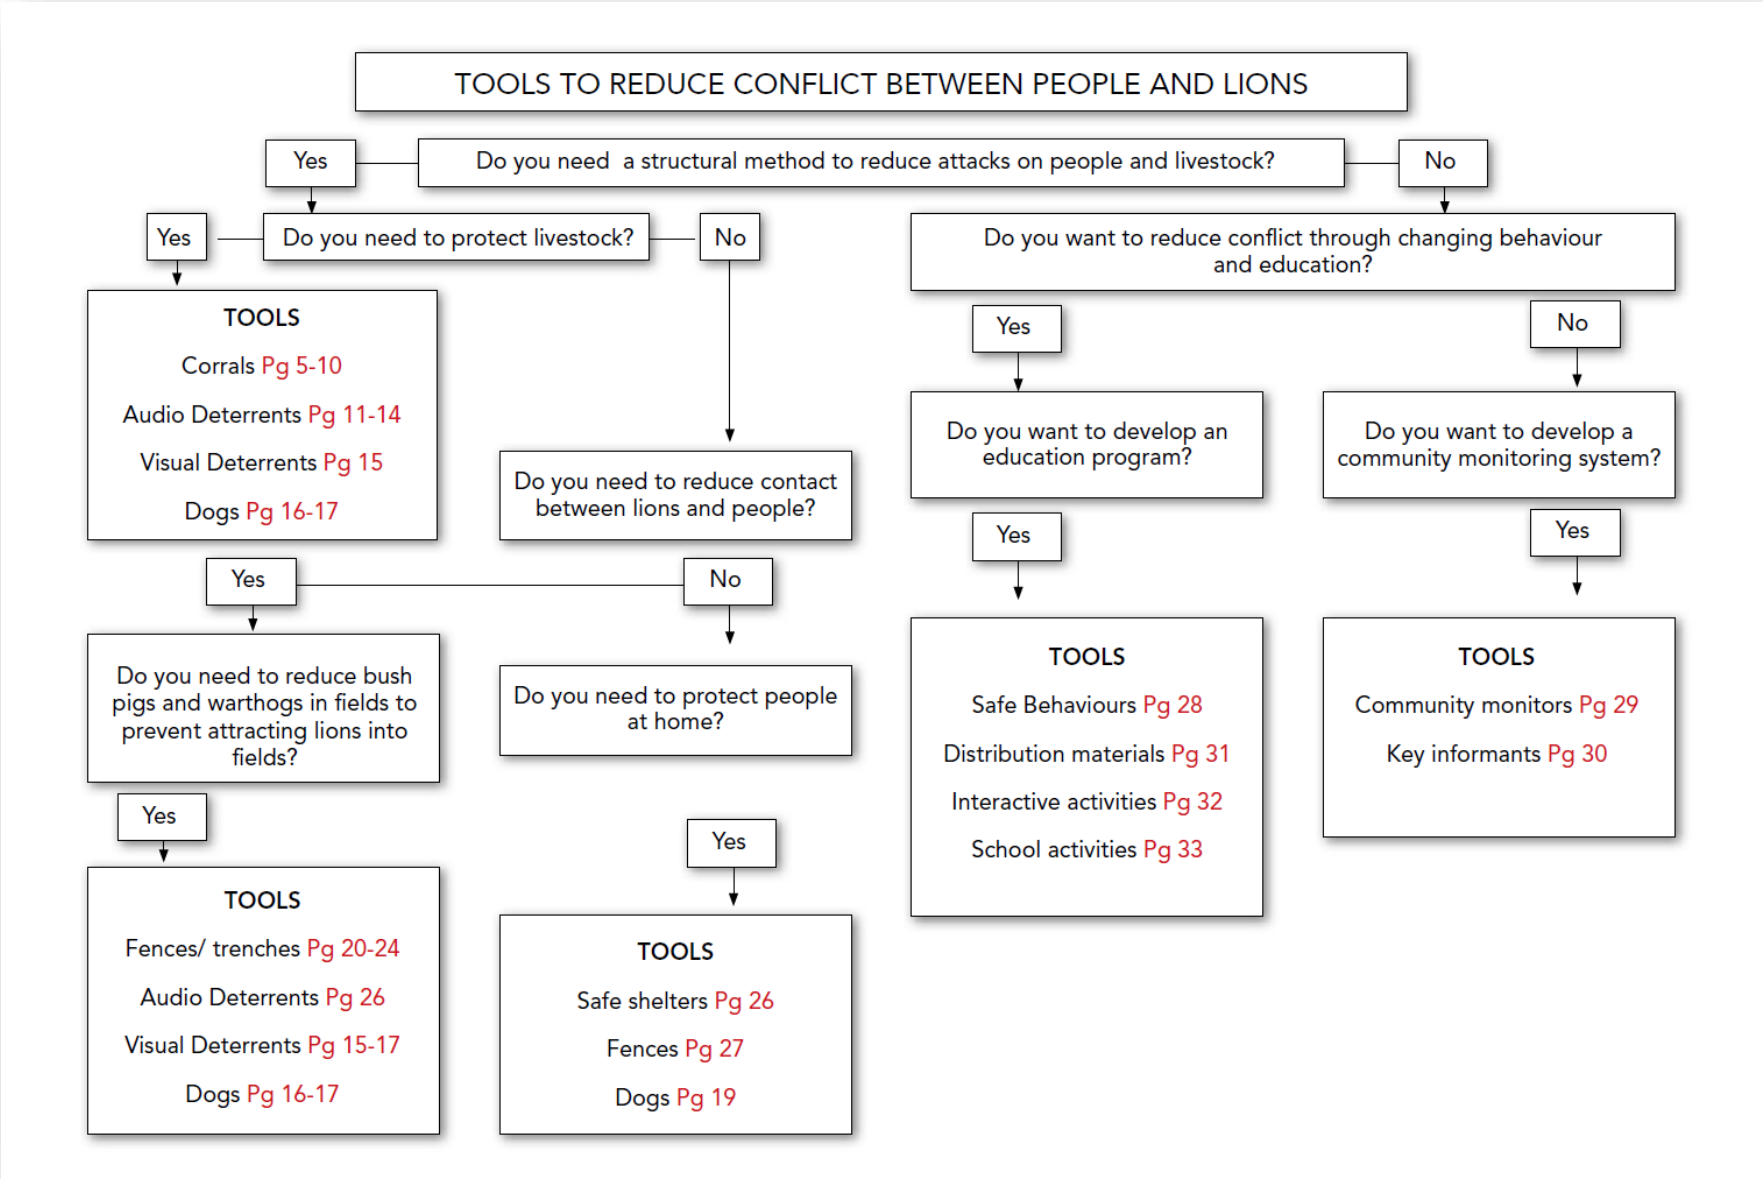 TOOLS TO REDUCE CONFLICT BETWEEN PEOPLE AND LIONS
Yes
Do you need a structural method to reduce attacks on people and livestock?
No
Yes
Do you need to protect livestock?
No
Do you want to reduce conflict through changing behaviour
and education?
TOOLS
Corrals Pg 5-10
Audio Deterrents Pg 11-14
Visual Deterrents Pg 15
Dogs Pg 16-17
Do you need to reduce contact
between lions and people?
Yes
No
Do you need to reduce bush
pigs and warthogs in fields to
prevent attracting lions into
fields?
Do you need to protect people
at home?
Yes
TOOLS
Fences/ trenches Pg 20-24
Audio Deterrents Pg 26
Visual Deterrents Pg 15-17
Dogs Pg 16-17
Yes
TOOLS
Safe shelters Pg 26
Fences Pg 27
Dogs Pg 19
Yes
Do you want to develop an
education program?
Yes
TOOLS
Safe Behaviours Pg 28
Distribution materials Pg 31
Interactive activities Pg 32
School activities Pg 33
No
Do you want to develop a
community monitoring system?
Yes
TOOLS
Community monitors Pg 29
Key informants Pg 30